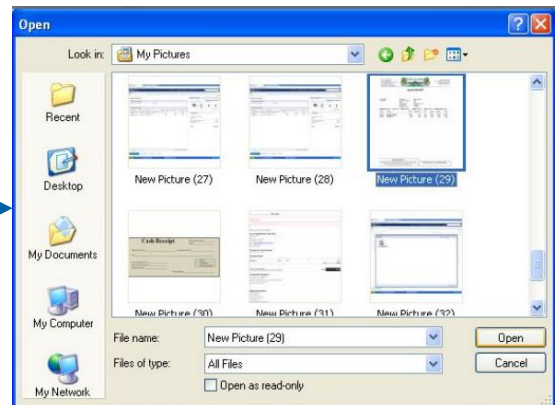 Open
Look in: My Pictures
Recent
Desktop
My Documents
My Computer
My Network
New Picture (27) New Picture (28) New Picture (29)
Cash Receipt
New Picture (30) New Picture (31) New Picture (32)
File name: New Picture (29) Open
Files of type: All Files Cancel
Open as read-only